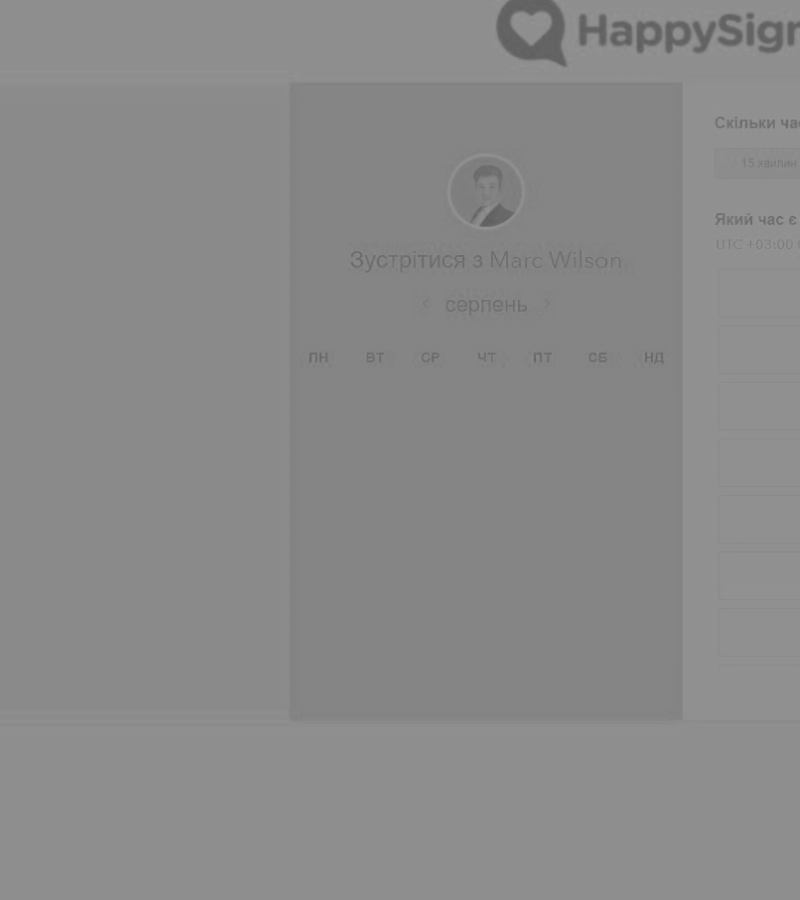 HappySign
Зустрітися з Marc Wilson
серпень
ПН ВТ СР ЧТ ПТ СБ НД
Скільки
15 хвилин
Який час є
UTC +03:00